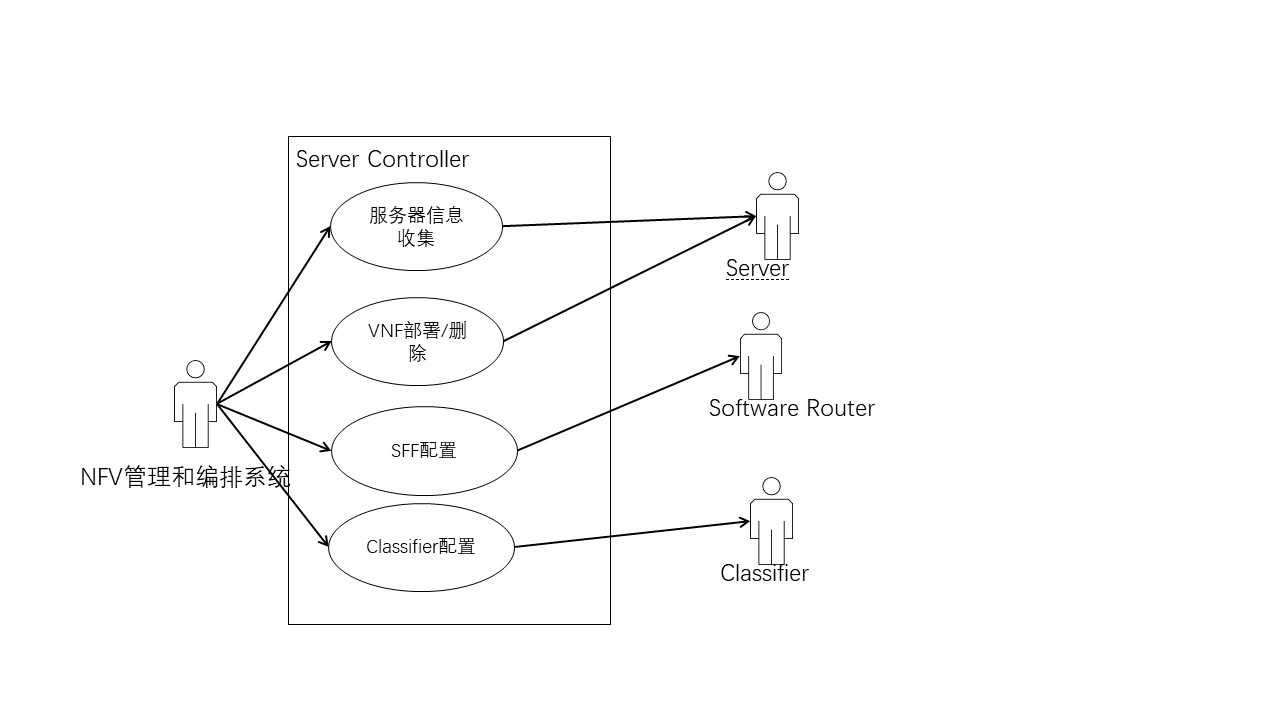 Server Controller
服务器信息
收集
VNF部署/删
除
SFF配置
Classifier配置
NFV管理和编排系统
Server
Software Router
Classifier